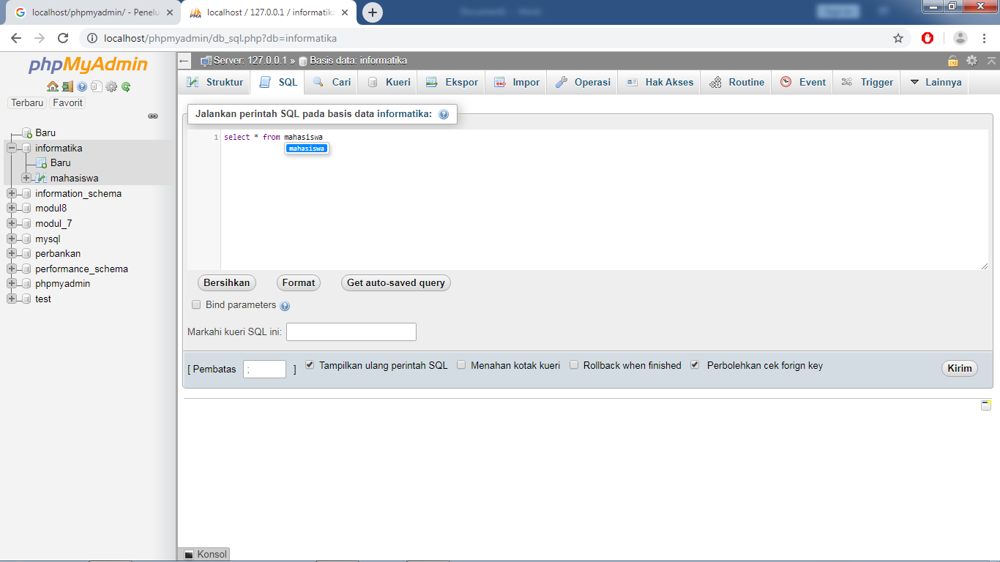 localhost/phpmyadmin/ - Penelu
localhost / 127.0.0.1 / informatika
localhost/phpmyadmin/db_sql.php?db=informatika
phpMyAdmin
Terbaru Favorit
Baru
informatika
Baru
mahasiswa
information_schema
modul8
modul_7
mysql
perbankan
performance_schema
phpmyadmin
test
Server: 127.0.0.1 » Basis data: informatika
Struktur SQL Cari Kueri Ekspor Impor Operasi Hak Akses Routine Event Trigger Lainnya
Jalankan perintah SQL pada basis data informatika:
1 select * from mahasiswa
mahasiswa
Bersihkan Format Get auto-saved query
Bind parameters
Markahi kueri SQL ini:
[ Pembatas ; ] Tampilkan ulang perintah SQL Menahan kotak kueri Rollback when finished Perbolehkan cek forign key Kirim
Konsol